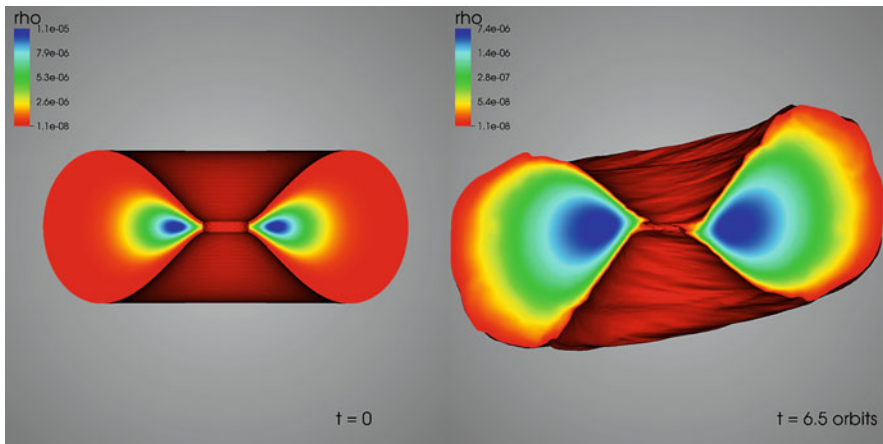 rho
1.1e-05
7.9e-06
5.3e-06
2.6e-06
1.1e-08
t = 0
rho
7.4e-06
1.4e-06
2.8e-07
5.4e-08
1.1e-08
t = 6.5 orbits